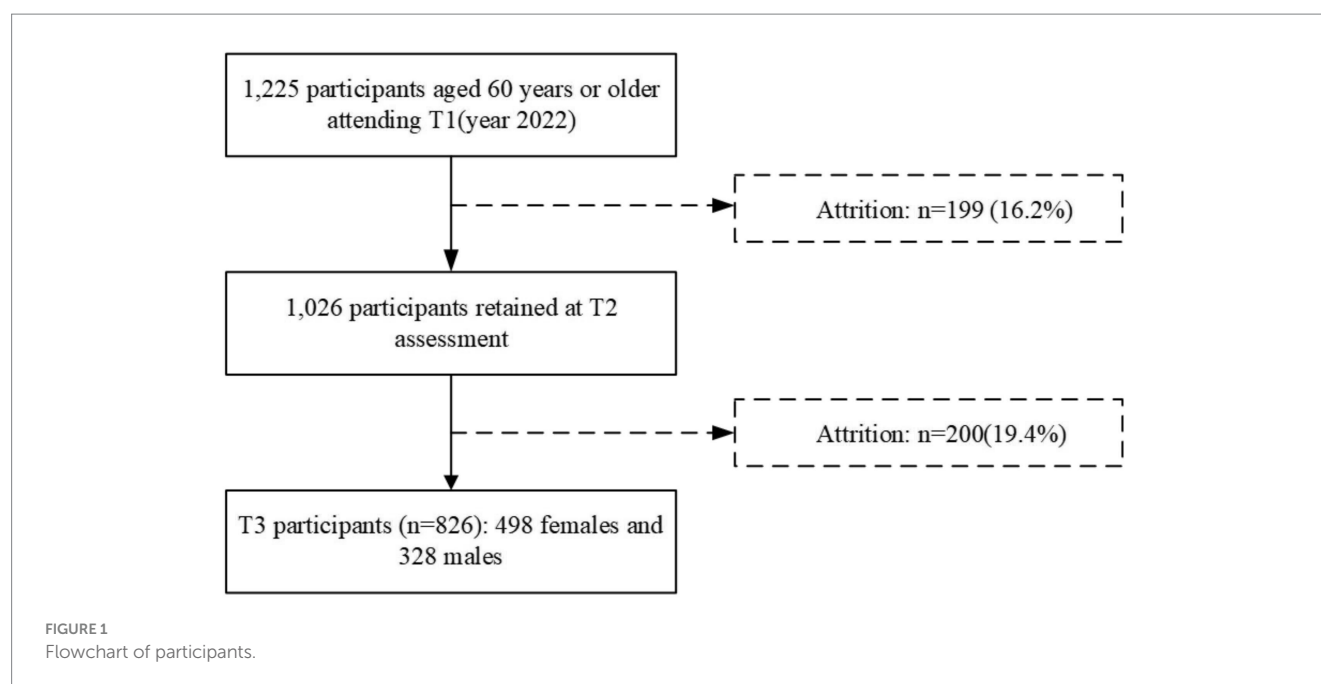 1,225 participants aged 60 years or older
attending T1(year 2022)
Attrition: n=199 (16.2%)
1,026 participants retained at T2
assessment
Attrition: n=200(19.4%)
T3 participants (n=826): 498 females and
328 males
FIGURE 1
Flowchart of participants.